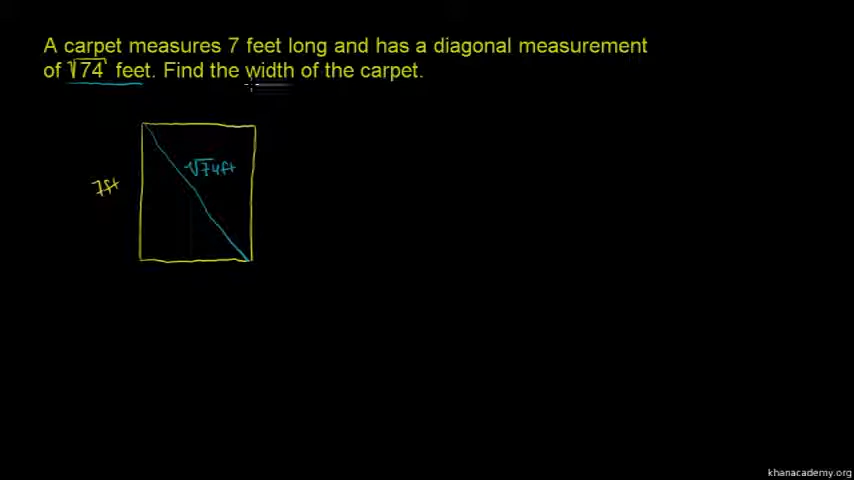 A carpet measures 7 feet long and has a diagonal measurement
of √74 feet. Find the width of the carpet.
√74ft
7ft
khanacademy.org